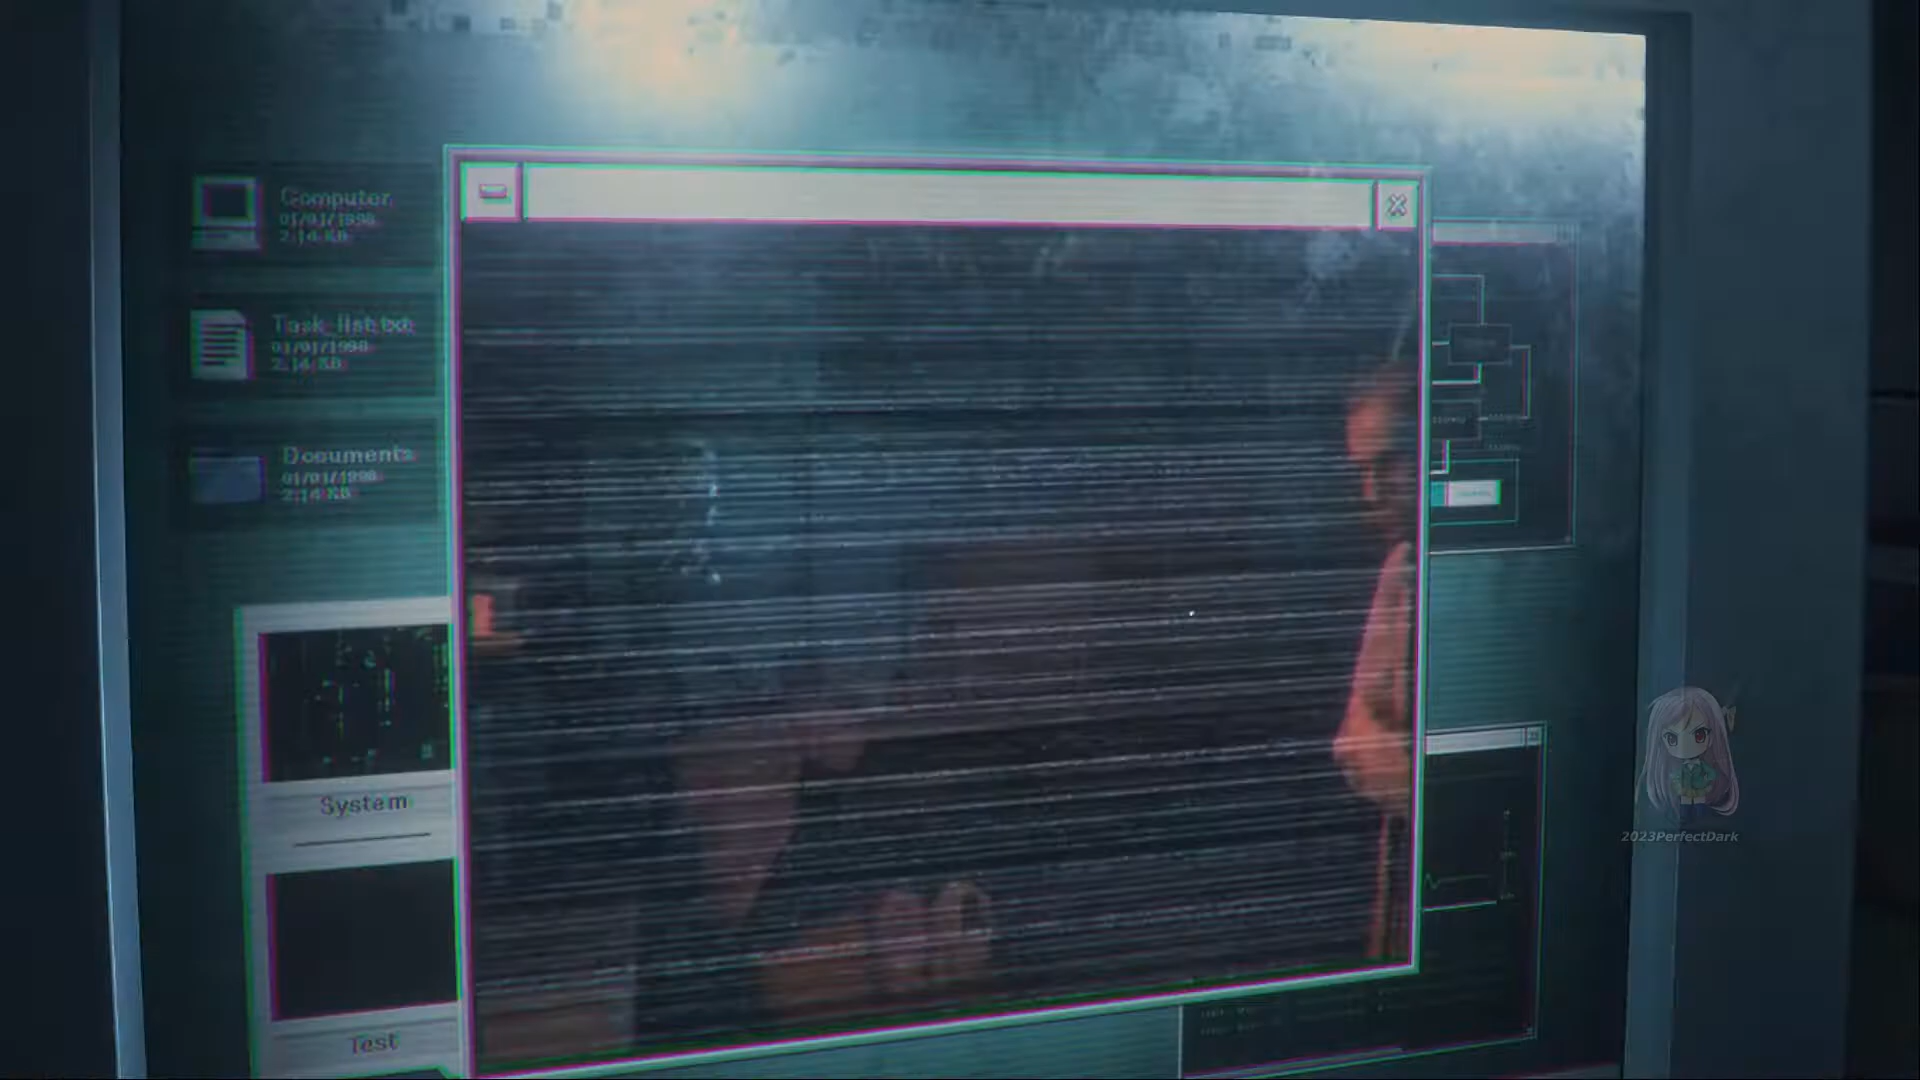 Computer
01/01/1998
2.14 KB
Task_list.txt
01/01/1998
2.14 KB
Documents
01/01/1998
2.14 KB
System
Test
2023PerfectDark